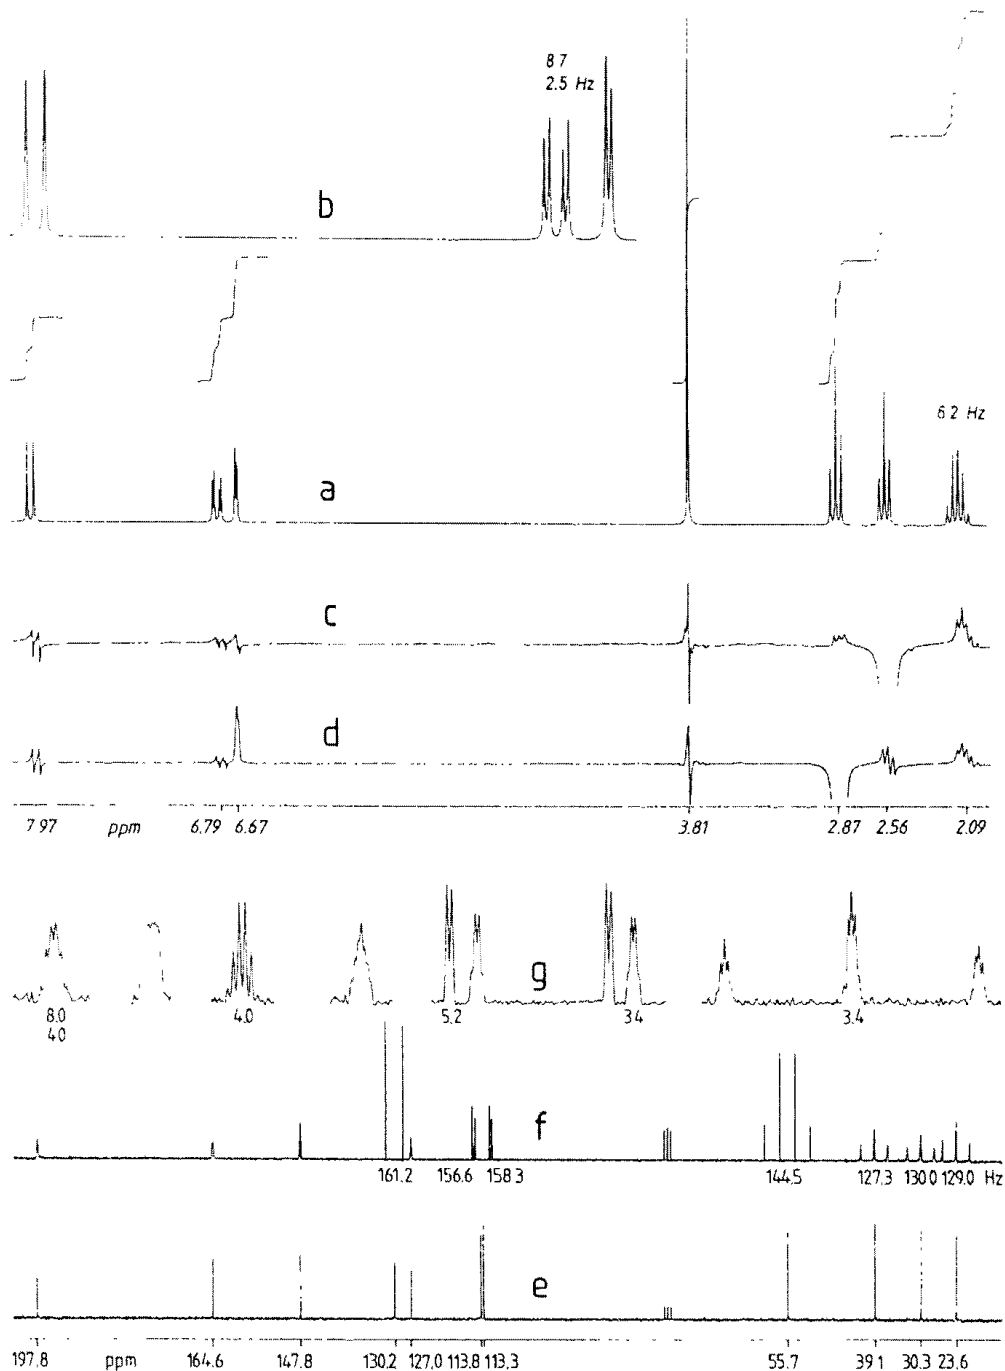 8.7
2.5 Hz
b
6.2 Hz
a
c
d
7.97 ppm 6.79 6.67 3.81 2.87 2.56 2.09
g
8.0 4.0 5.2 3.4 3.4
4.0
f
161.2 156.6 158.3 144.5 127.3 130.0 129.0 Hz
e
197.8 ppm 164.6 147.8 130.2 127.0 113.8 113.3 55.7 39.1 30.3 23.6